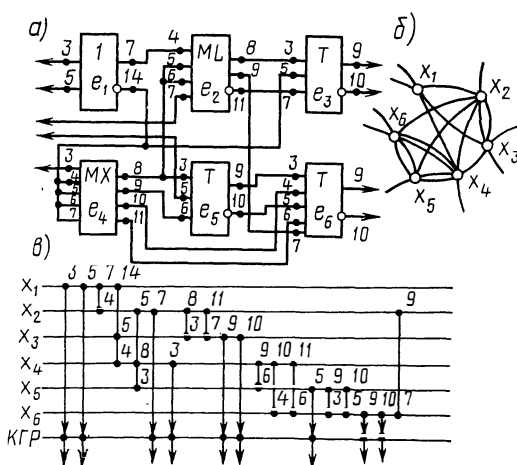 а)
3 1 7
5 e₁ 14
4 ML 8
5 9
6 e₂
7 11
3 T 9
5 10
7 e₃
3 MX 8
4 9
5 10
6 e₄ 11
7
3 T 9
5 10
6 e₅
3 T 9
4
5
6 e₆ 10
7
б)
X₁
X₂
X₆
X₃
X₅
X₄
в)
3 5 7 14
X₁
4 5 7 8 11 9
X₂
5 3 7 9 10
X₃
4 8 3 9 10 11
X₄
3 6
X₅
4 6 5 9 10
3 5 9 10 7
X₆
КГР